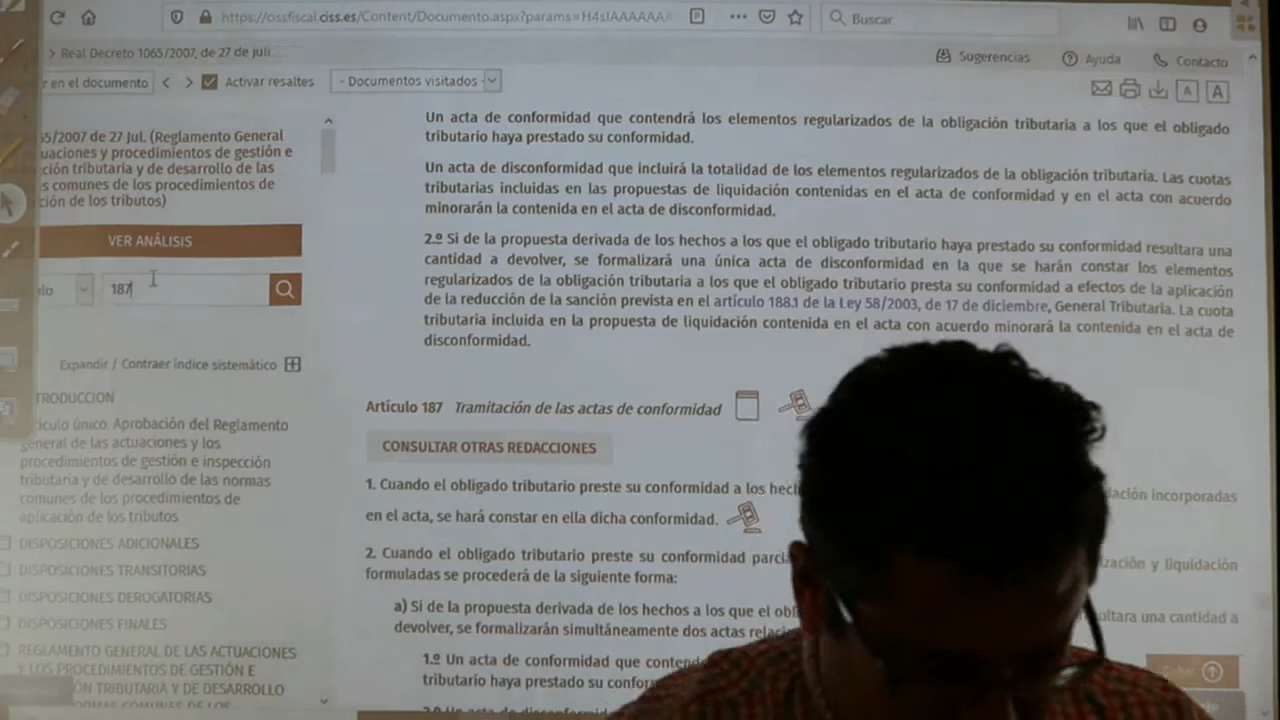 https://cissfiscal.ciss.es/Content/Documento.aspx?params=H4sIAAAAAAA
Buscar
> Real Decreto 1065/2007, de 27 de juli...
Sugerencias
Ayuda
Contacto
r en el documento
Activar resaltes
- Documentos visitados -
A
A
65/2007 de 27 Jul. (Reglamento General
uaciones y procedimientos de gestión e
ción tributaria y de desarrollo de las
s comunes de los procedimientos de
ción de los tributos)
VER ANÁLISIS
lo
187
Expandir / Contraer índice sistemático
TRODUCCION
ículo único. Aprobación del Reglamento
general de las actuaciones y los
procedimientos de gestión e inspección
tributaria y de desarrollo de las normas
comunes de los procedimientos de
aplicación de los tributos
DISPOSICIONES ADICIONALES
DISPOSICIONES TRANSITORIAS
DISPOSICIONES DEROGATORIAS
DISPOSICIONES FINALES
REGLAMENTO GENERAL DE LAS ACTUACIONES
Y LOS PROCEDIMIENTOS DE GESTIÓN E
ÓN TRIBUTARIA Y DE DESARROLLO
Un acta de conformidad que contendrá los elementos regularizados de la obligación tributaria a los que el obligado
tributario haya prestado su conformidad.
Un acta de disconformidad que incluirá la totalidad de los elementos regularizados de la obligación tributaria. Las cuotas
tributarias incluidas en las propuestas de liquidación contenidas en el acta de conformidad y en el acta con acuerdo
minorarán la contenida en el acta de disconformidad.
2.º Si de la propuesta derivada de los hechos a los que el obligado tributario haya prestado su conformidad resultara una
cantidad a devolver, se formalizará una única acta de disconformidad en la que se harán constar los elementos
regularizados de la obligación tributaria a los que el obligado tributario presta su conformidad a efectos de la aplicación
de la reducción de la sanción prevista en el artículo 188.1 de la Ley 58/2003, de 17 de diciembre, General Tributaria. La cuota
tributaria incluida en la propuesta de liquidación contenida en el acta con acuerdo minorará la contenida en el acta de
disconformidad.
Artículo 187 Tramitación de las actas de conformidad
CONSULTAR OTRAS REDACCIONES
1. Cuando el obligado tributario preste su conformidad a los hec dación incorporadas
en el acta, se hará constar en ella dicha conformidad.
2. Cuando el obligado tributario preste su conformidad parci ización y liquidación
formuladas se procederá de la siguiente forma:
a) Si de la propuesta derivada de los hechos a los que el obl ultara una cantidad a
devolver, se formalizarán simultáneamente dos actas relac
1.º Un acta de conformidad que conten
tributario haya prestado su confor